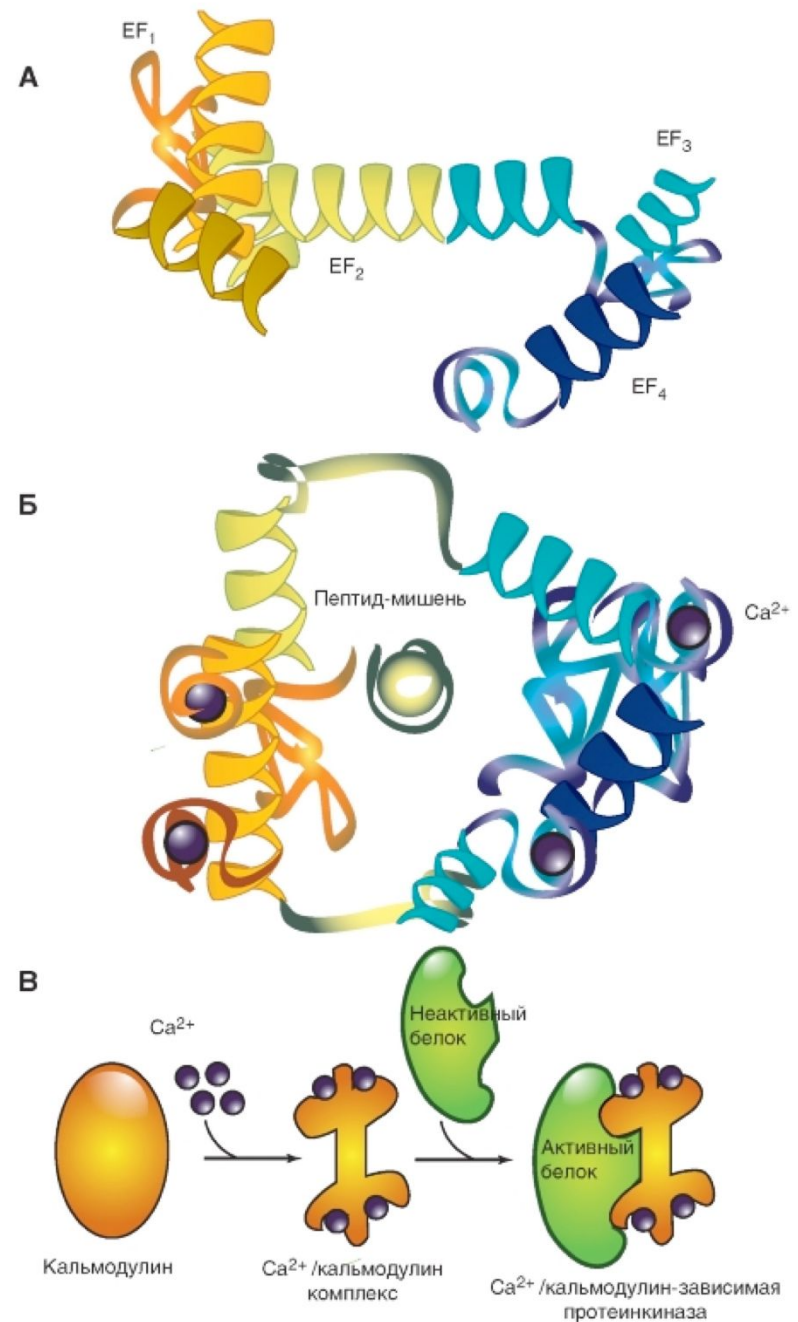 EF₁
А
EF₃
EF₂
EF₄
Б
Пептид-мишень
Ca²⁺
В
Ca²⁺
Неактивный
белок
Активный
белок
Кальмодулин
Ca²⁺/кальмодулин
комплекс
Ca²⁺/кальмодулин-зависимая
протеинкиназа